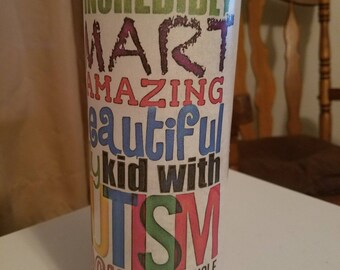 INCREDIBLY
MART
AMAZING
eautiful
y kid with
UTISM